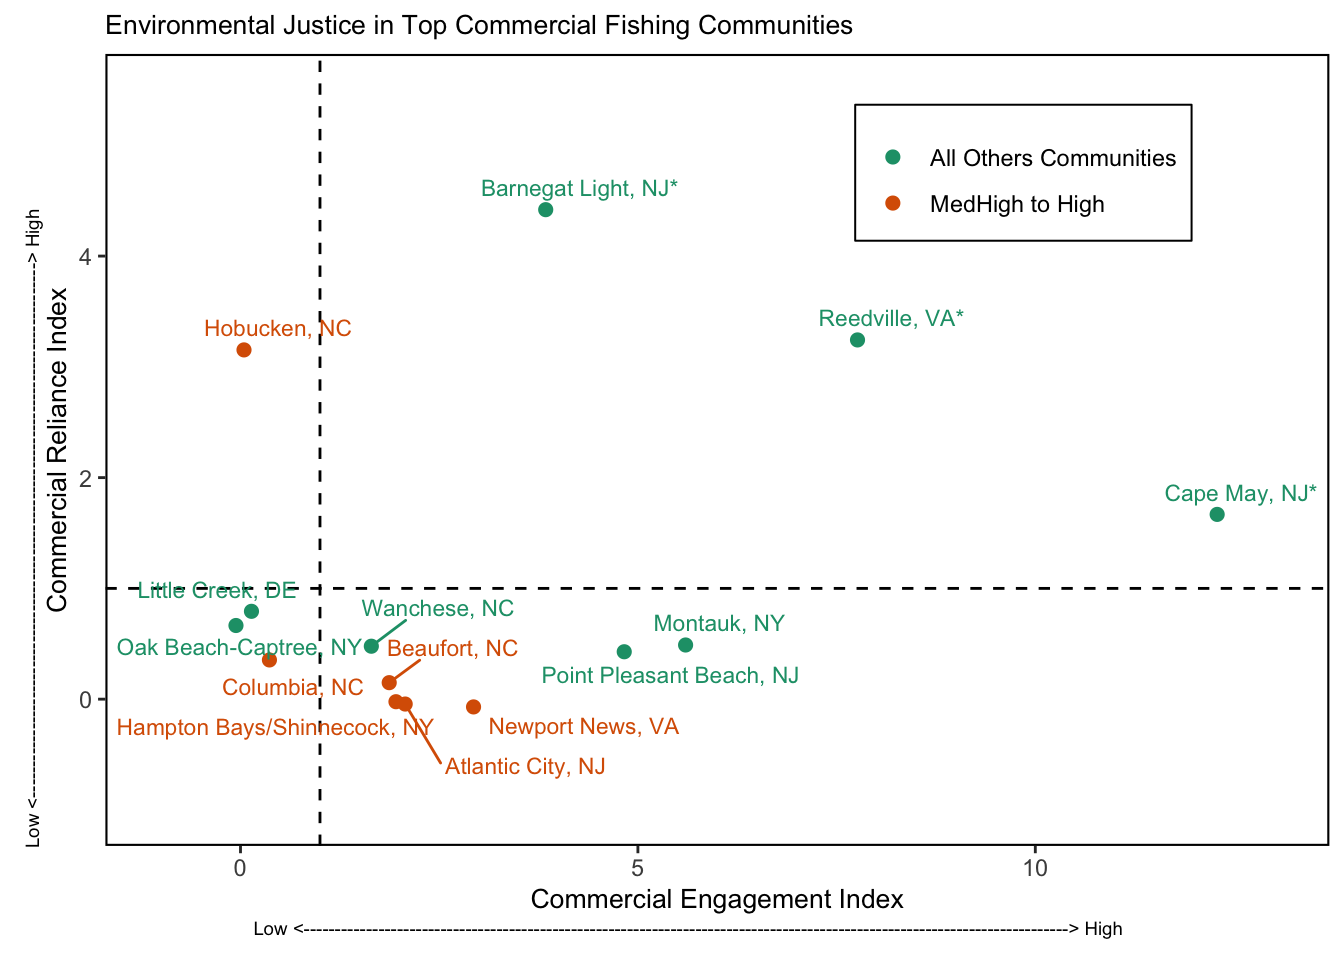 Environmental Justice in Top Commercial Fishing Communities
All Others Communities
MedHigh to High
Barnegat Light, NJ*
Reedville, VA*
Hobucken, NC
Cape May, NJ*
Little Creek, DE
Wanchese, NC
Montauk, NY
Oak Beach-Captree, NY
Beaufort, NC
Point Pleasant Beach, NJ
Columbia, NC
Hampton Bays/Shinnecock, NY
Newport News, VA
Atlantic City, NJ
4
2
0
0
5
10
Commercial Reliance Index
Low <-----------------------------------------------------------------------------------------> High
Commercial Engagement Index
Low <-----------------------------------------------------------------------------------------------------------------------------> High